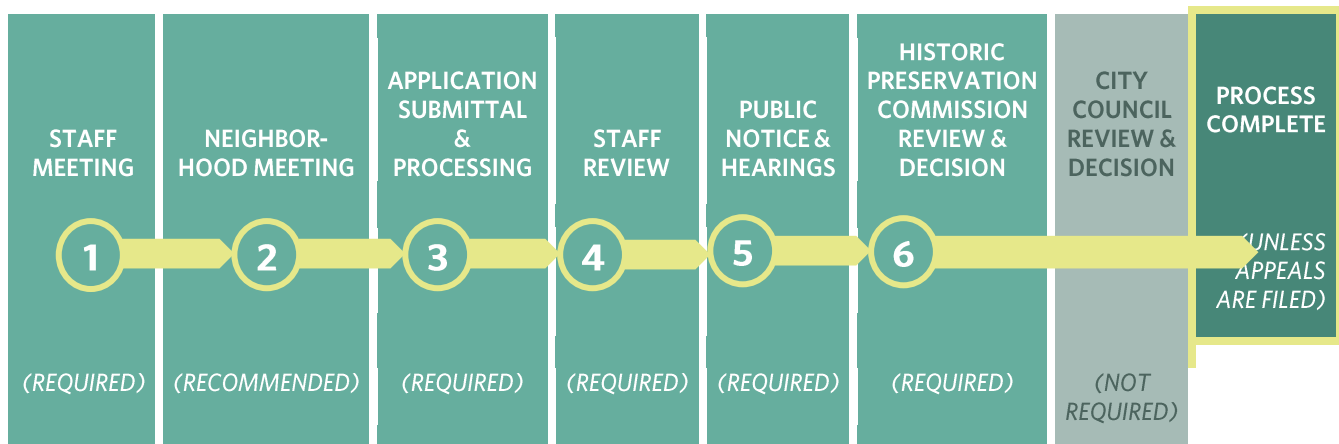 STAFF
MEETING
1
(REQUIRED)
NEIGHBOR-
HOOD MEETING
2
(RECOMMENDED)
APPLICATION
SUBMITTAL
&
PROCESSING
3
(REQUIRED)
STAFF
REVIEW
4
(REQUIRED)
PUBLIC
NOTICE &
HEARINGS
5
(REQUIRED)
HISTORIC
PRESERVATION
COMMISSION
REVIEW &
DECISION
6
(REQUIRED)
CITY
COUNCIL
REVIEW &
DECISION
(NOT
REQUIRED)
PROCESS
COMPLETE
(UNLESS
APPEALS
ARE FILED)